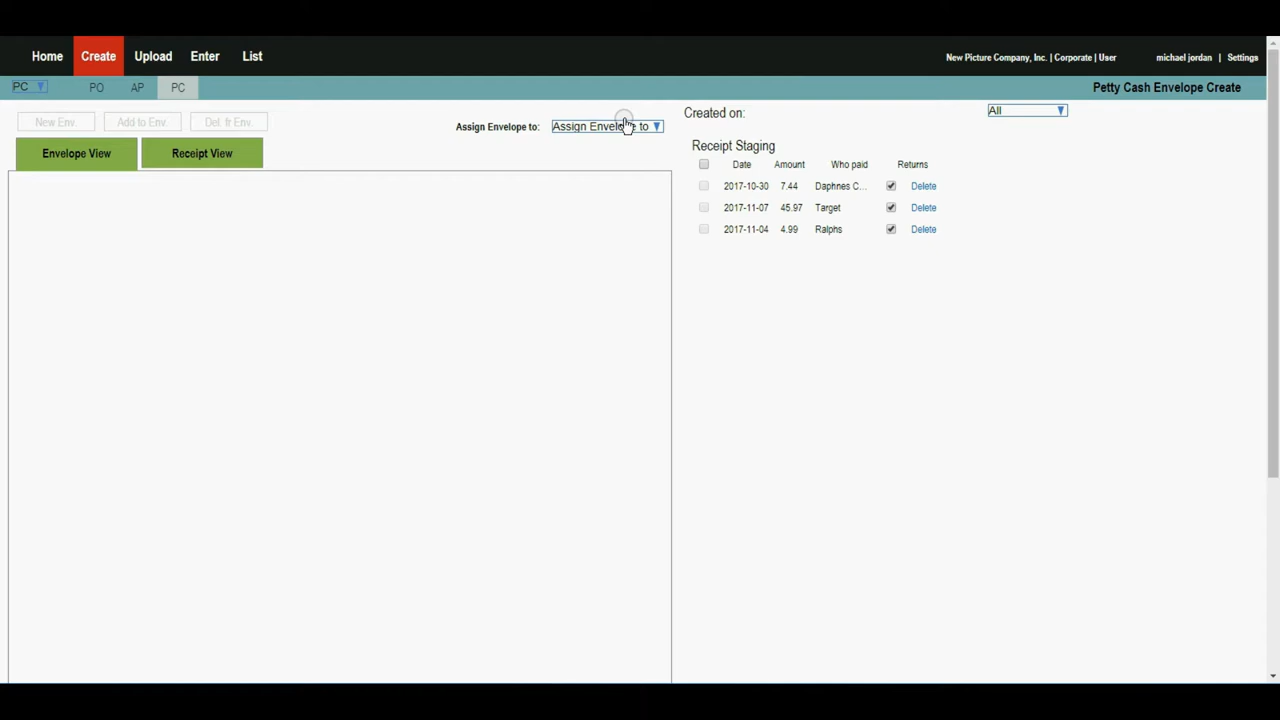 Home Create Upload Enter List New Picture Company, Inc. | Corporate | User michael jordan | Settings
PC PO AP PC Petty Cash Envelope Create
New Env. Add to Env. Del. fr Env. Assign Envelope to: Assign Envelope to Created on: All
Envelope View Receipt View Receipt Staging
Date Amount Who paid Returns
2017-10-30 7.44 Daphnes C... Delete
2017-11-07 45.97 Target Delete
2017-11-04 4.99 Ralphs Delete